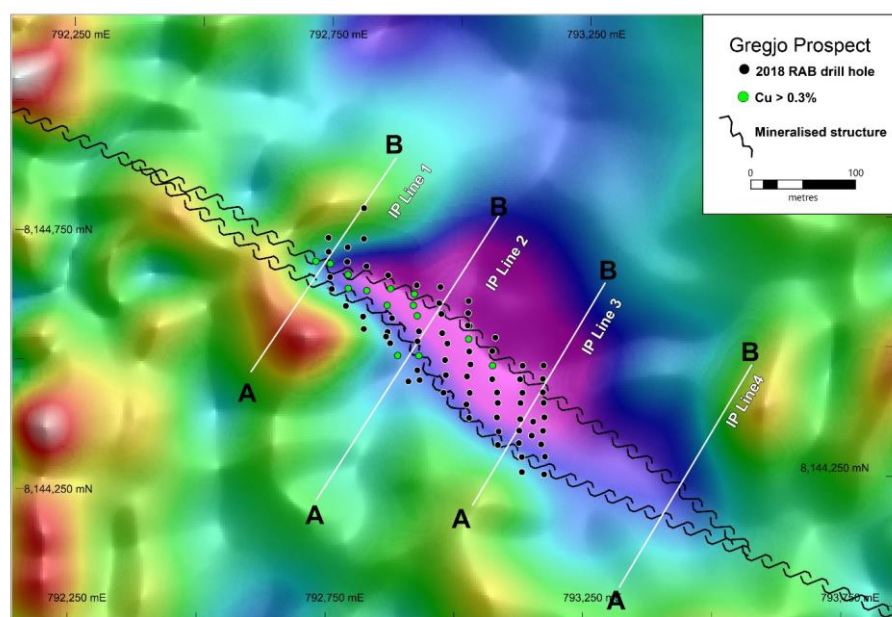 792,250 mE
792,750 mE
793,250 mE
Gregjo Prospect
2018 RAB drill hole
Cu > 0.3%
Mineralised structure
0
100
metres
B
IP Line 1
8,144,750 mN
B
IP Line 2
B
IP Line 3
B
IP Line4
A
8,144,250 mN
8,144,250 mN
A
A
A
792,250 mE
792,750 mE
793,250 mE
793,750 mE